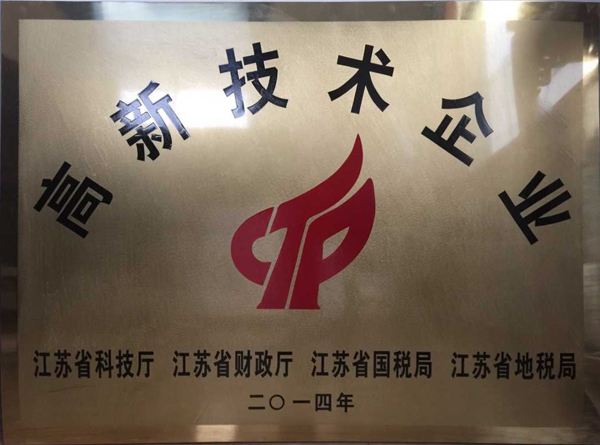 高新技术企业
江苏省科技厅 江苏省财政厅 江苏省国税局 江苏省地税局
二〇一四年